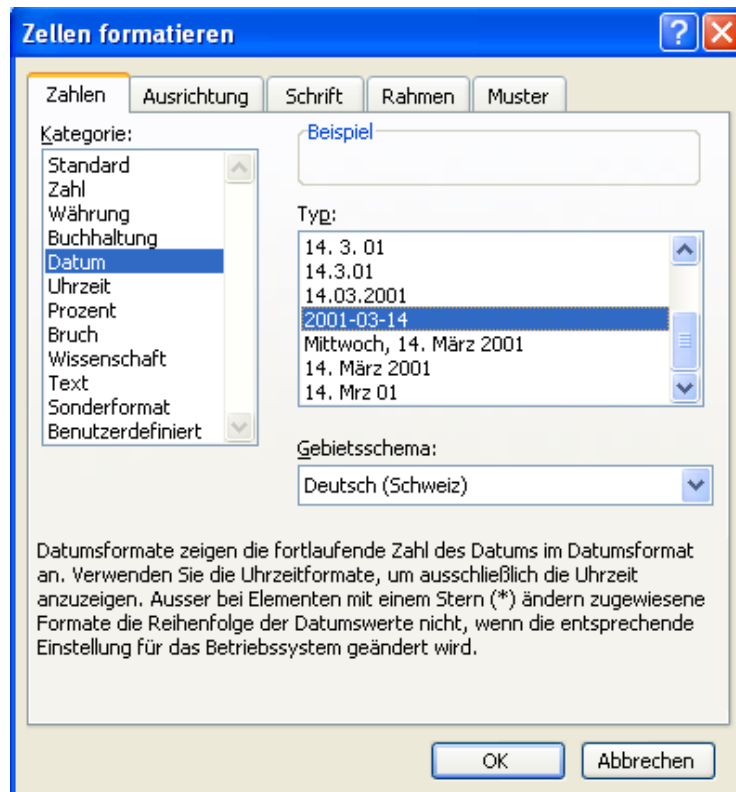 Zellen formatieren
Zahlen Ausrichtung Schrift Rahmen Muster
Kategorie:
Standard
Zahl
Währung
Buchhaltung
Datum
Uhrzeit
Prozent
Bruch
Wissenschaft
Text
Sonderformat
Benutzerdefiniert
Beispiel
Typ:
14. 3. 01
14.3.01
14.03.2001
2001-03-14
Mittwoch, 14. März 2001
14. März 2001
14. Mrz 01
Gebietsschema:
Deutsch (Schweiz)
Datumsformate zeigen die fortlaufende Zahl des Datums im Datumsformat
an. Verwenden Sie die Uhrzeitformate, um ausschließlich die Uhrzeit
anzuzeigen. Ausser bei Elementen mit einem Stern (*) ändern zugewiesene
Formate die Reihenfolge der Datumswerte nicht, wenn die entsprechende
Einstellung für das Betriebssystem geändert wird.
OK Abbrechen